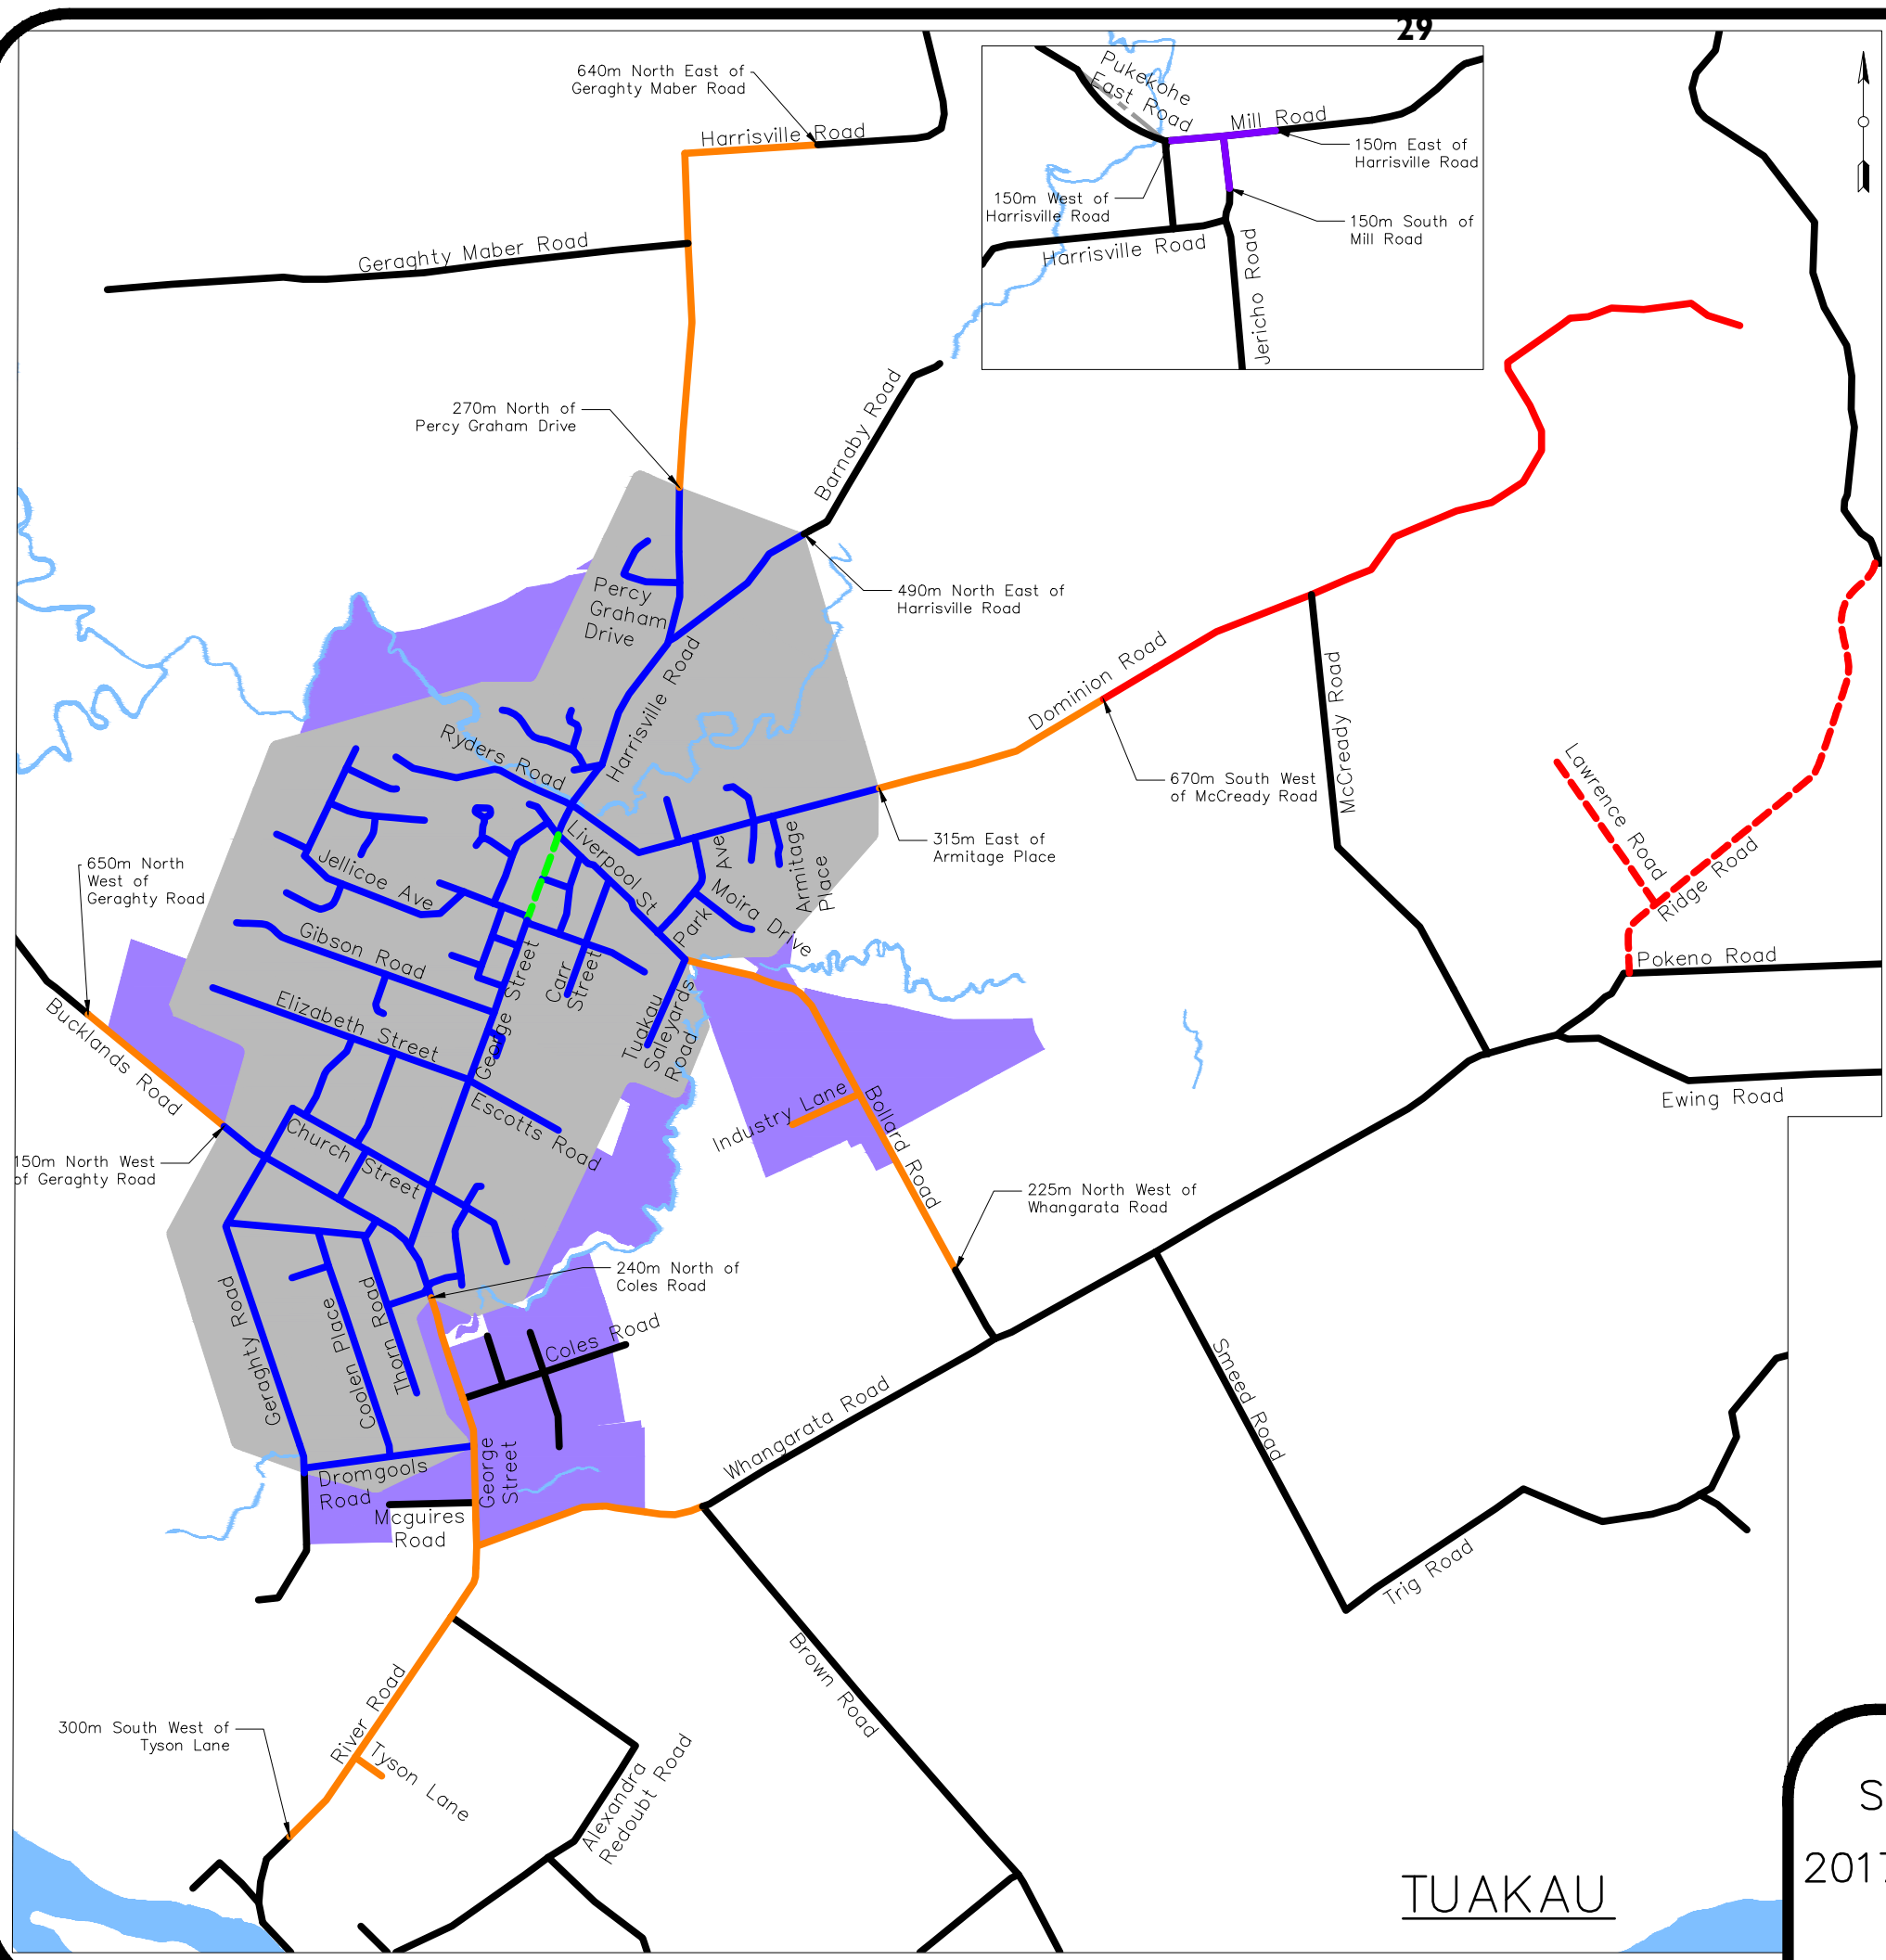 29
640m North East of
Geraghty Maber Road
Harrisville Road
Pukekohe
East Road
Mill Road
150m East of
Harrisville Road
150m West of
Harrisville Road
150m South of
Mill Road
Harrisville Road
Jericho Road
Geraghty Maber Road
270m North of
Percy Graham Drive
Barnaby Road
490m North East of
Harrisville Road
Percy
Graham
Drive
Harrisville Road
Dominion Road
McCready Road
Ryders Road
670m South West
of McCready Road
Lawrence Road
Ridge Road
315m East of
Armitage Place
Liverpool St
Armitage
Place
Park Ave
Moira Drive
650m North
West of
Geraghty Road
Jellicoe Ave
Gibson Road
Pokeno Road
Bucklands Road
Elizabeth Street
George Street
Carr
Street
Tuakau
Saleyards
Road
Ewing Road
Industry Lane
Bollard Road
Escotts Road
Church Street
150m North West
of Geraghty Road
225m North West of
Whangarata Road
240m North of
Coles Road
Geraghty Road
Coolen Place
Thorn Road
Coles Road
Smeed Road
Whangarata Road
Dromgools
Road
George
Street
Mcguires
Road
Trig Road
Brown Road
River Road
300m South West of
Tyson Lane
Tyson Lane
Alexandra
Redoubt Road
TUAKAU
S
2017